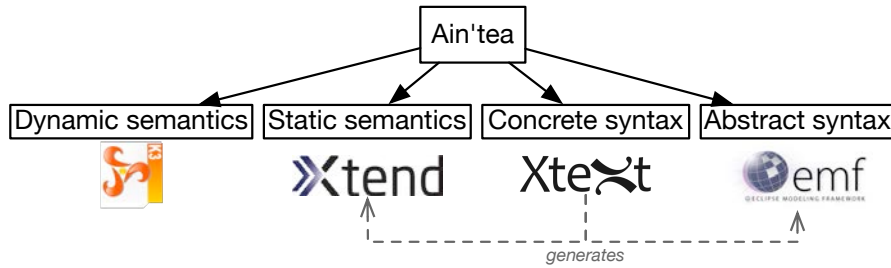 Ain'tea
Dynamic semantics
Static semantics
Concrete syntax
Abstract syntax
K3
Xtend
Xtext
emf
ECLIPSE MODELING FRAMEWORK
generates